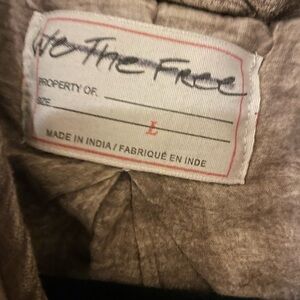 We The Free
PROPERTY OF.
SIZE L
MADE IN INDIA / FABRIQUÉ EN INDE